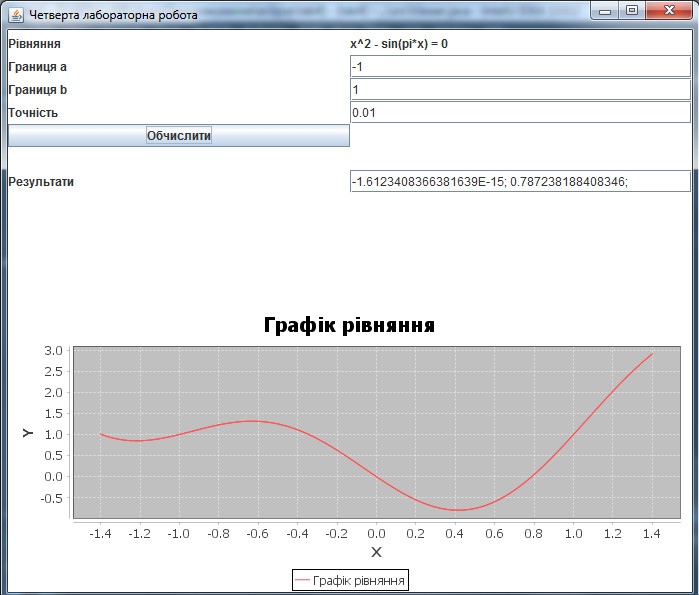 Четверта лабораторна робота
Рівняння x^2 - sin(pi*x) = 0
Границя a -1
Границя b 1
Точність 0.01
Обчислити
Результати -1.6123408366381639E-15; 0.787238188408346;
Графік рівняння
3.0
2.5
2.0
1.5
1.0
0.5
0.0
-0.5
Y
-1.4 -1.2 -1.0 -0.8 -0.6 -0.4 -0.2 0.0 0.2 0.4 0.6 0.8 1.0 1.2 1.4
X
Графік рівняння